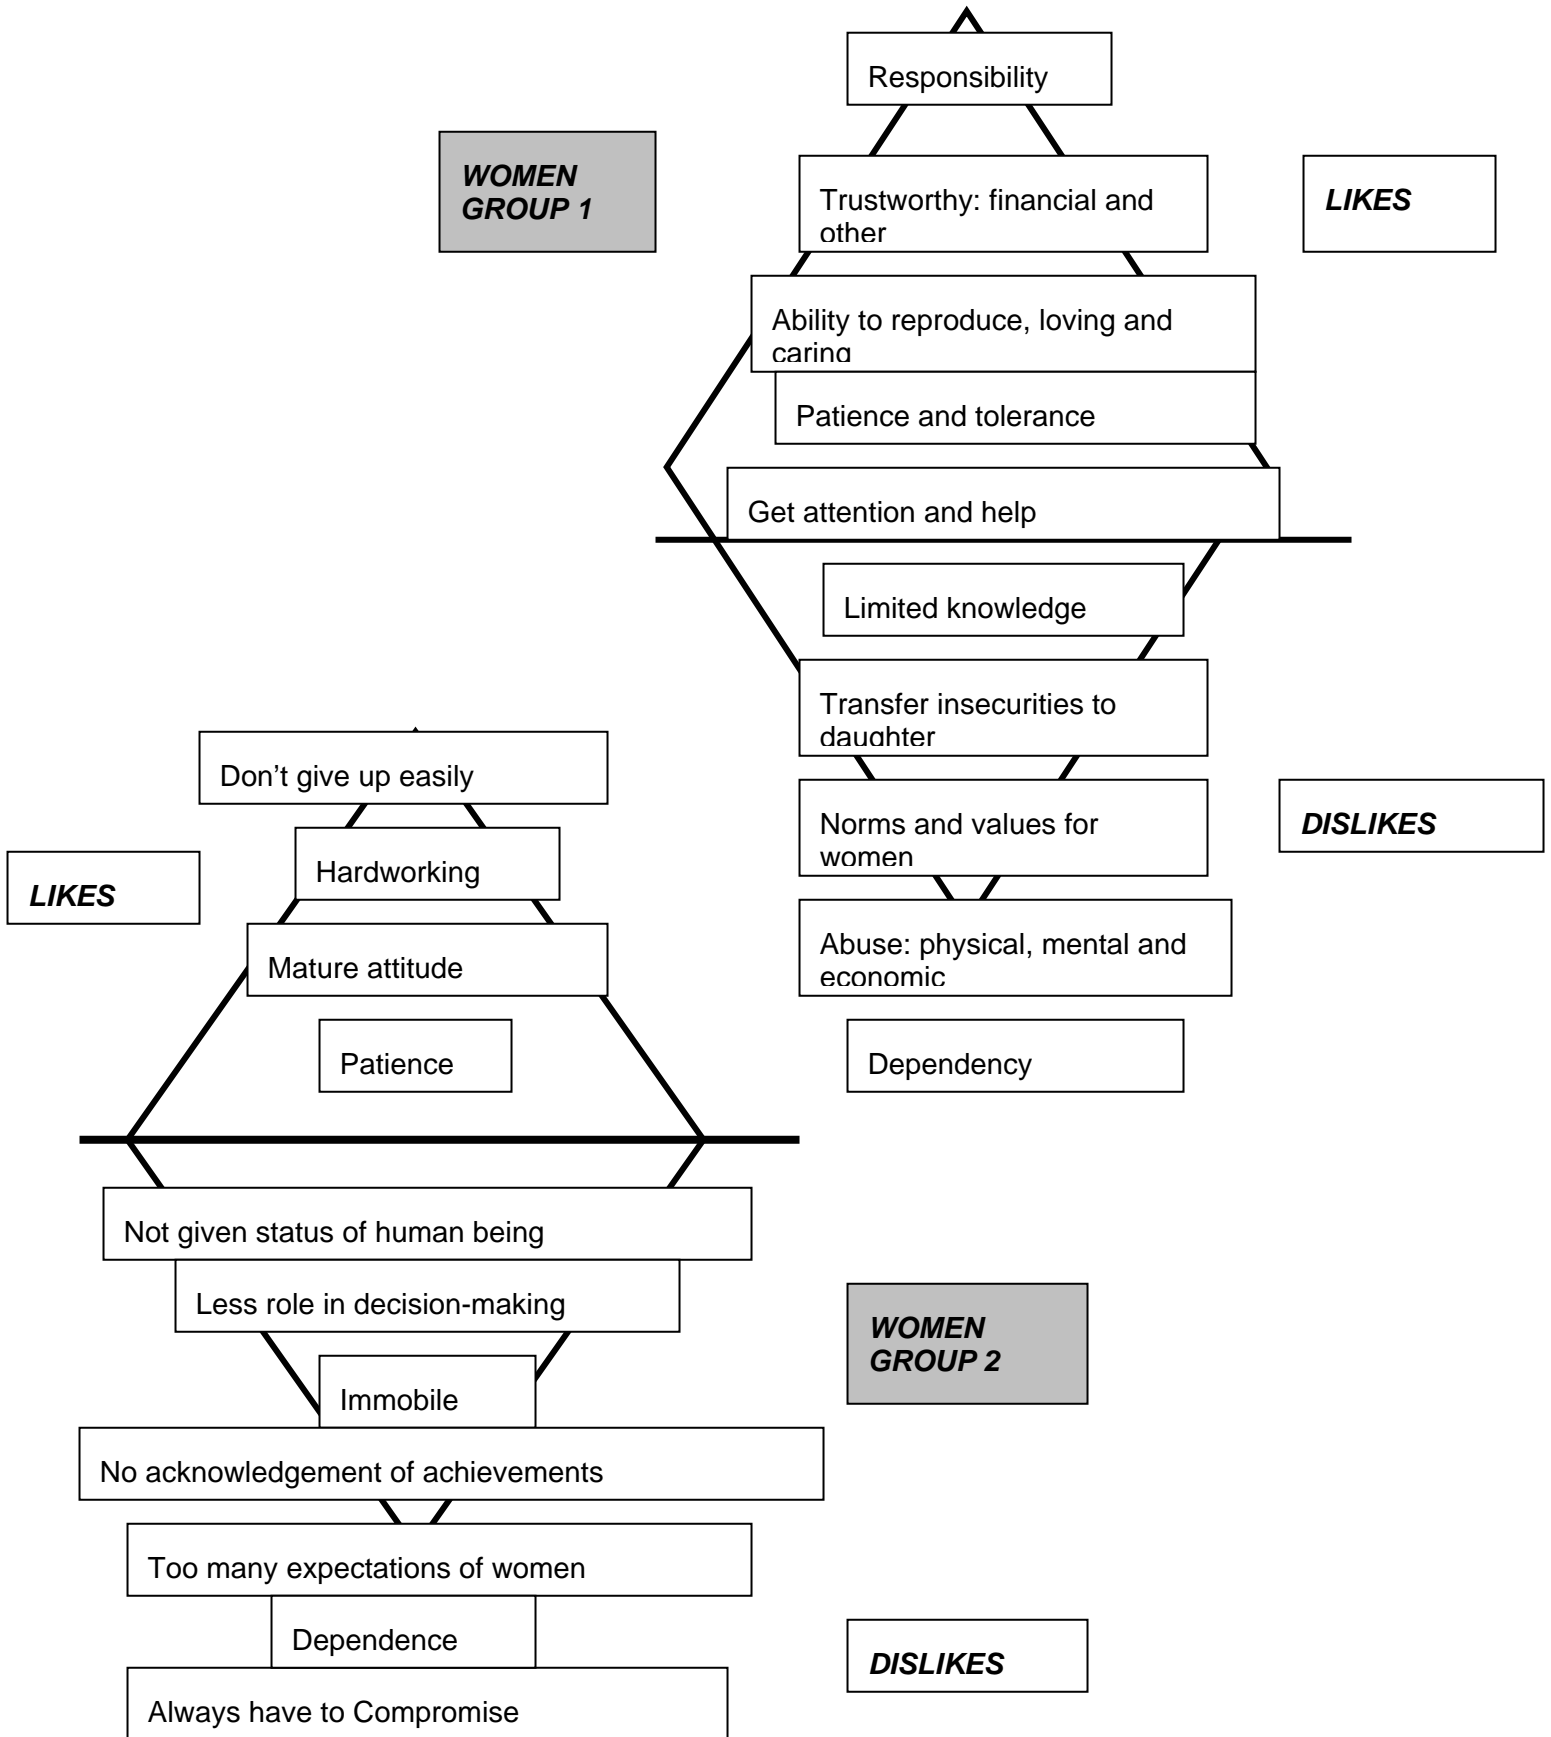 Responsibility
WOMEN
GROUP 1
Trustworthy: financial and
other
LIKES
Ability to reproduce, loving and
caring
Patience and tolerance
Get attention and help
Limited knowledge
Transfer insecurities to
daughter
Norms and values for
women
DISLIKES
Abuse: physical, mental and
economic
Dependency
Don’t give up easily
Hardworking
LIKES
Mature attitude
Patience
Not given status of human being
Less role in decision-making
WOMEN
GROUP 2
Immobile
No acknowledgement of achievements
Too many expectations of women
Dependence
DISLIKES
Always have to Compromise